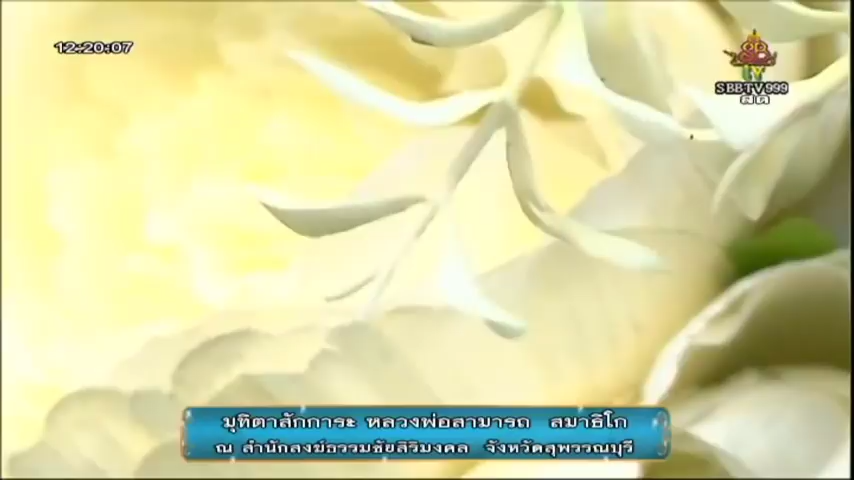 12:20:07
SBBTV999
สด
มุทิตาสักการะ หลวงพ่อสามารถ สมาธิโก
ณ สำนักสงฆ์ธรรมชัยสิริมงคล จังหวัดสุพรรณบุรี